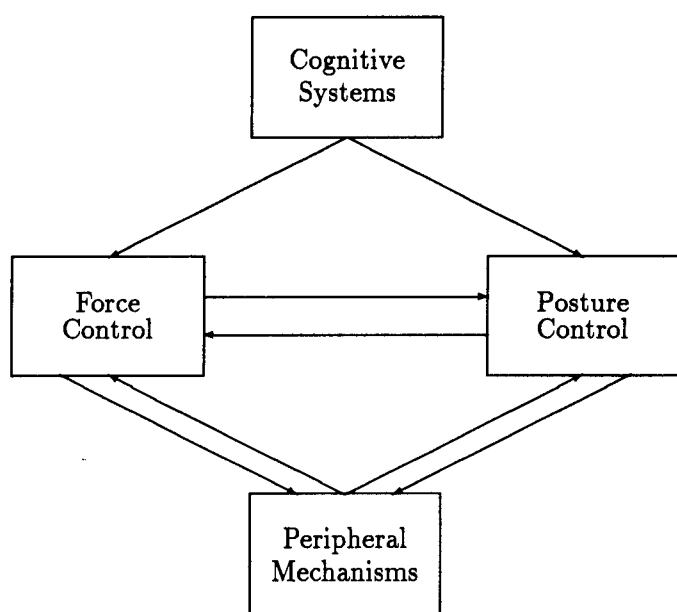 Cognitive
Systems
Force
Control
Posture
Control
Peripheral
Mechanisms